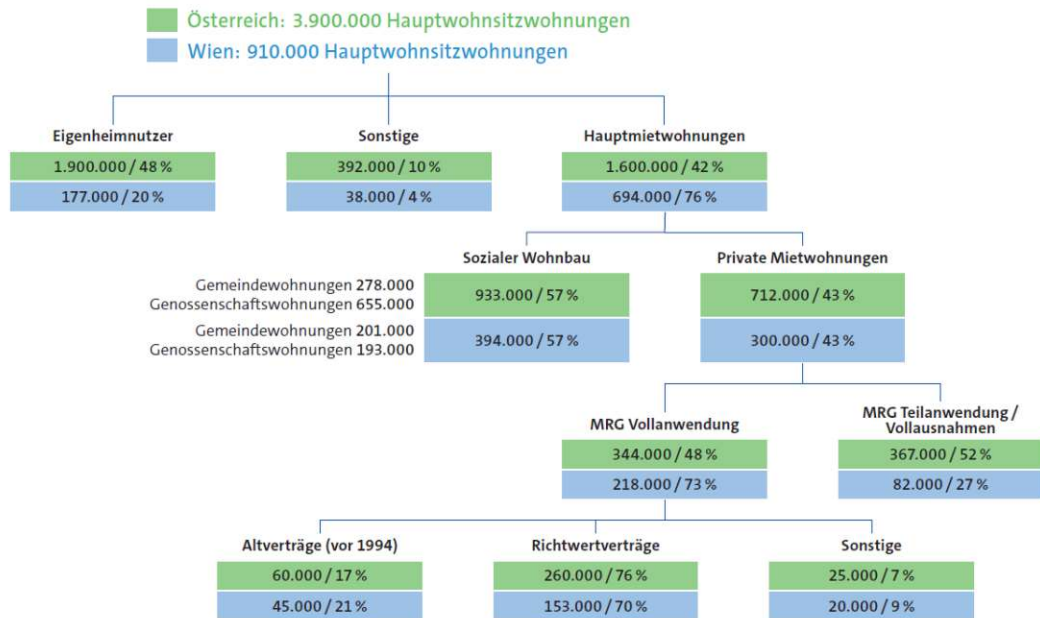 Österreich: 3.900.000 Hauptwohnsitzwohnungen
Wien: 910.000 Hauptwohnsitzwohnungen
Eigenheimnutzer
1.900.000 / 48 %
177.000 / 20 %
Sonstige
392.000 / 10 %
38.000 / 4 %
Hauptmietwohnungen
1.600.000 / 42 %
694.000 / 76 %
Sozialer Wohnbau
Gemeindewohnungen 278.000
Genossenschaftswohnungen 655.000
933.000 / 57 %
Gemeindewohnungen 201.000
Genossenschaftswohnungen 193.000
394.000 / 57 %
Private Mietwohnungen
712.000 / 43 %
300.000 / 43 %
MRG Vollanwendung
344.000 / 48 %
218.000 / 73 %
MRG Teilanwendung /
Vollausnahmen
367.000 / 52 %
82.000 / 27 %
Altverträge (vor 1994)
60.000 / 17 %
45.000 / 21 %
Richtwertverträge
260.000 / 76 %
153.000 / 70 %
Sonstige
25.000 / 7 %
20.000 / 9 %